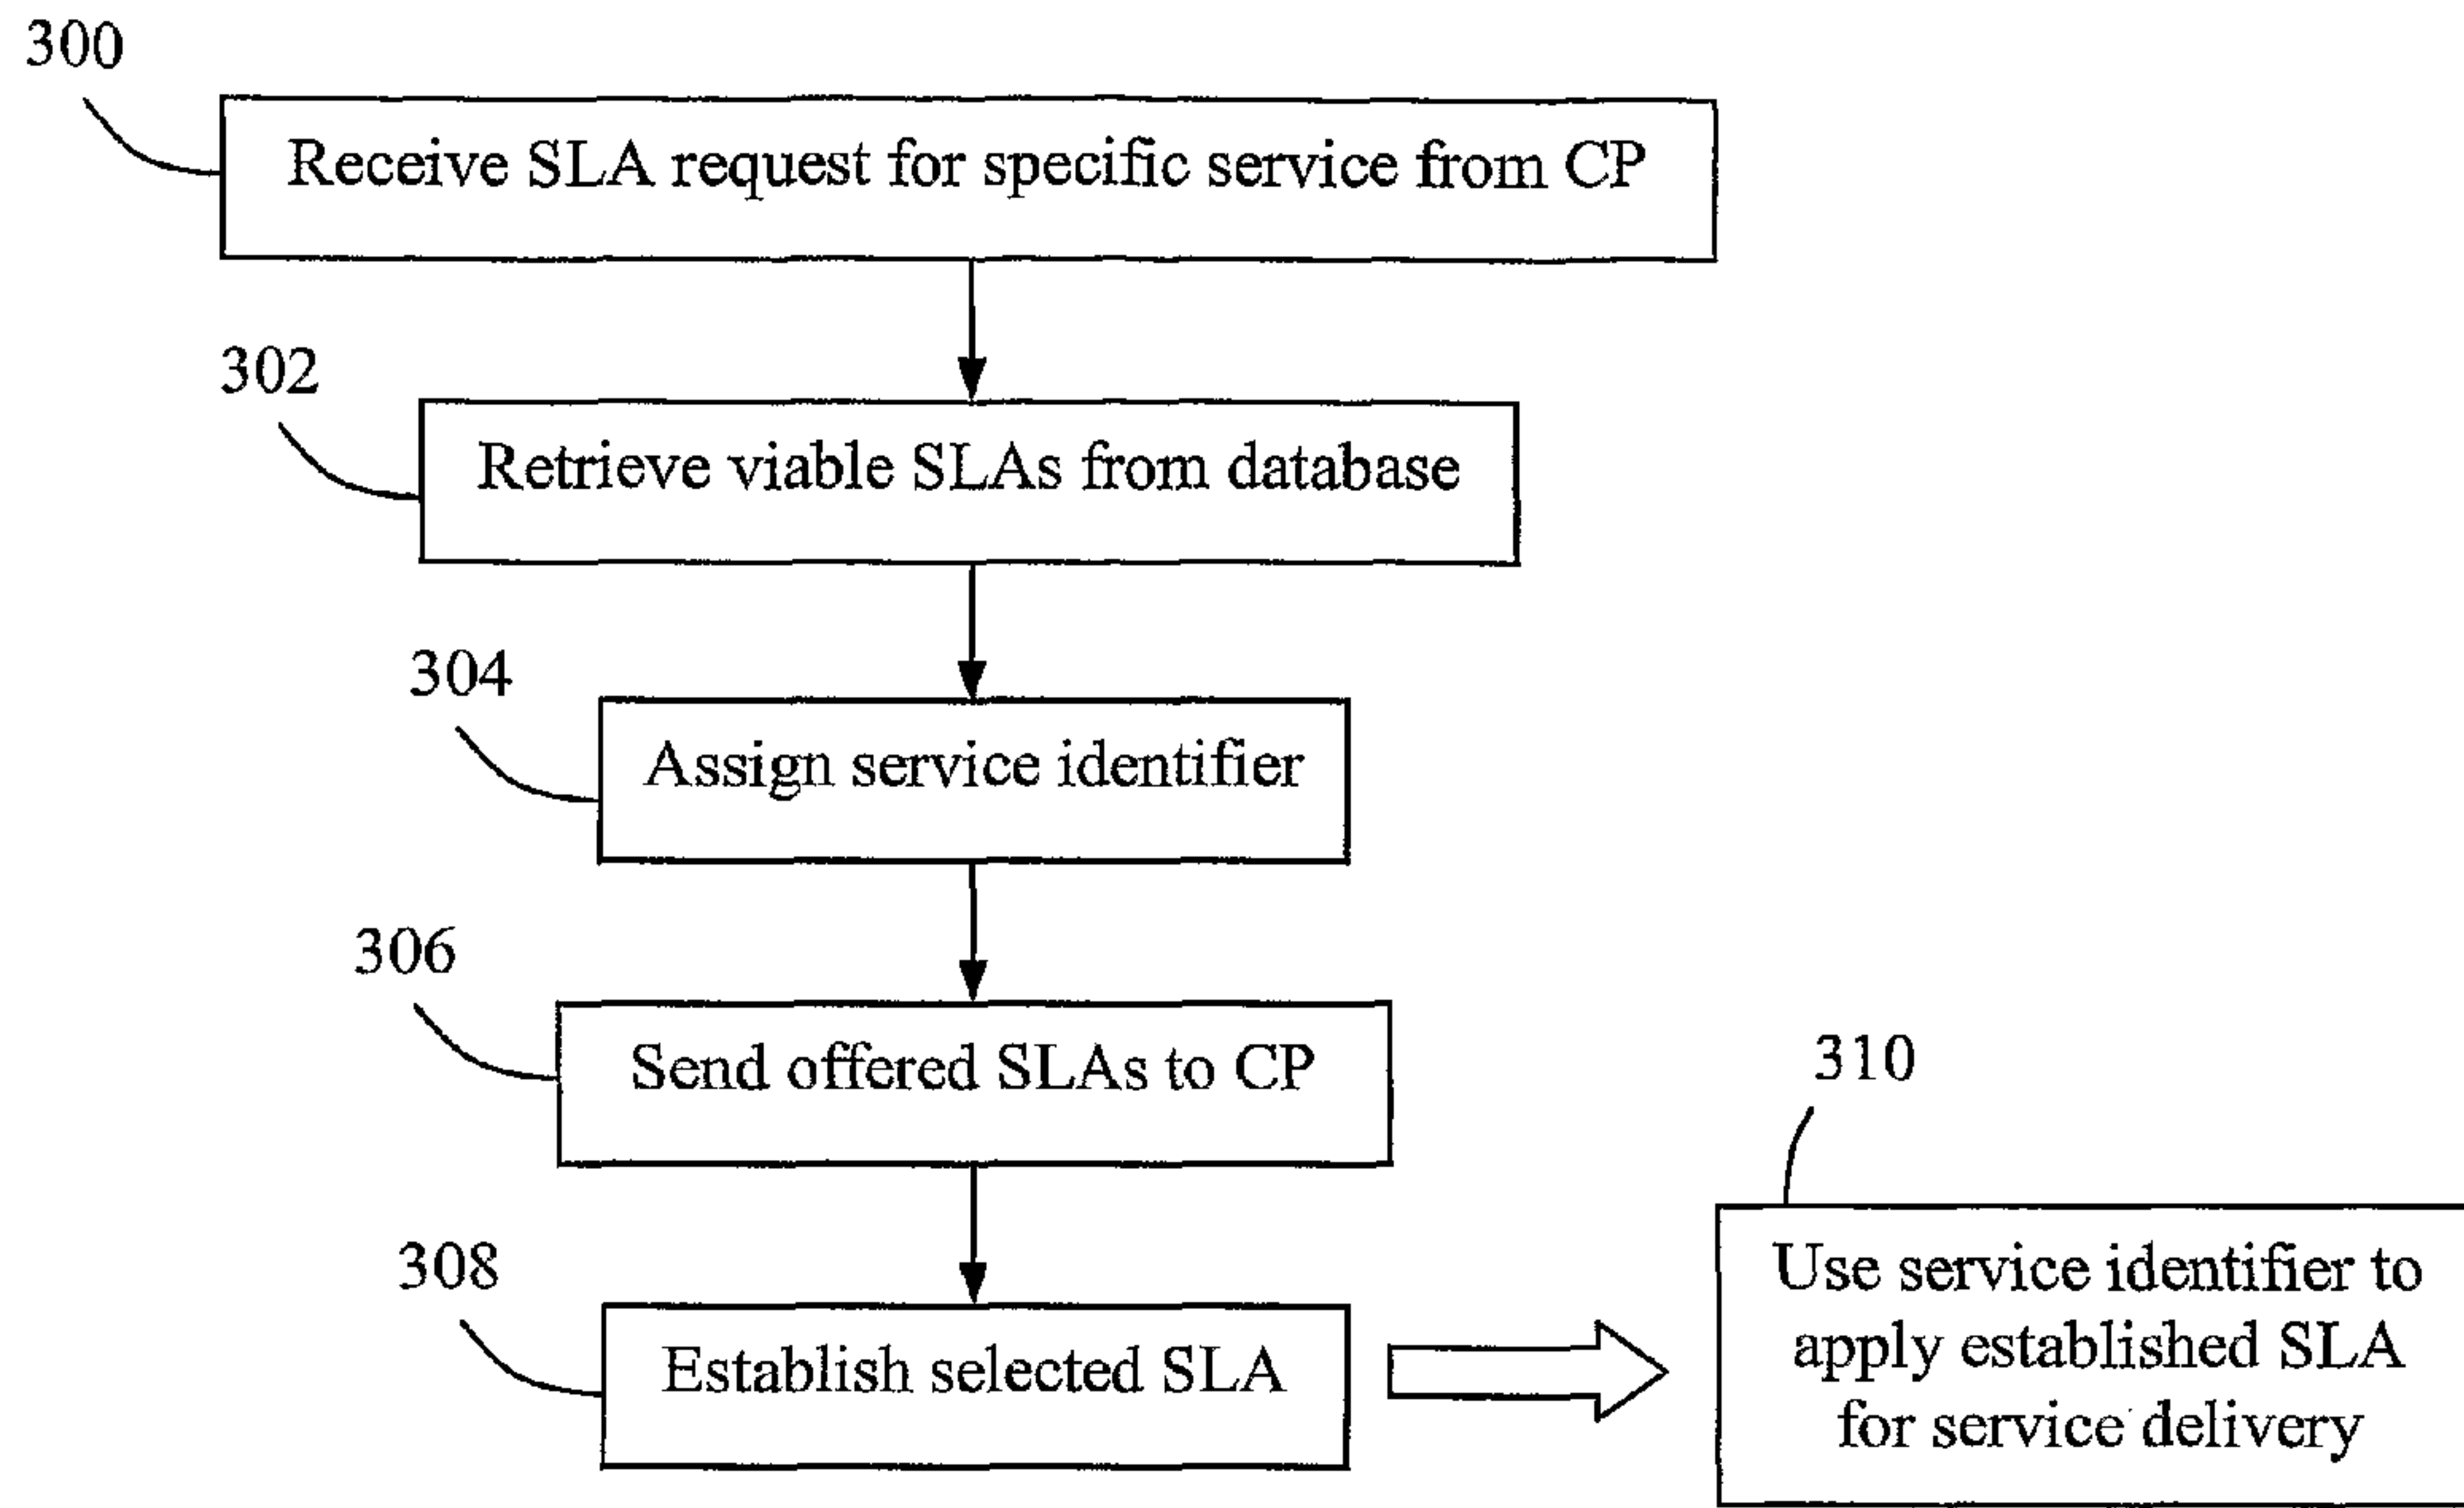 300
Receive SLA request for specific service from CP
302
Retrieve viable SLAs from database
304
Assign service identifier
306
Send offered SLAs to CP
308
Establish selected SLA
310
Use service identifier to
apply established SLA
for service delivery